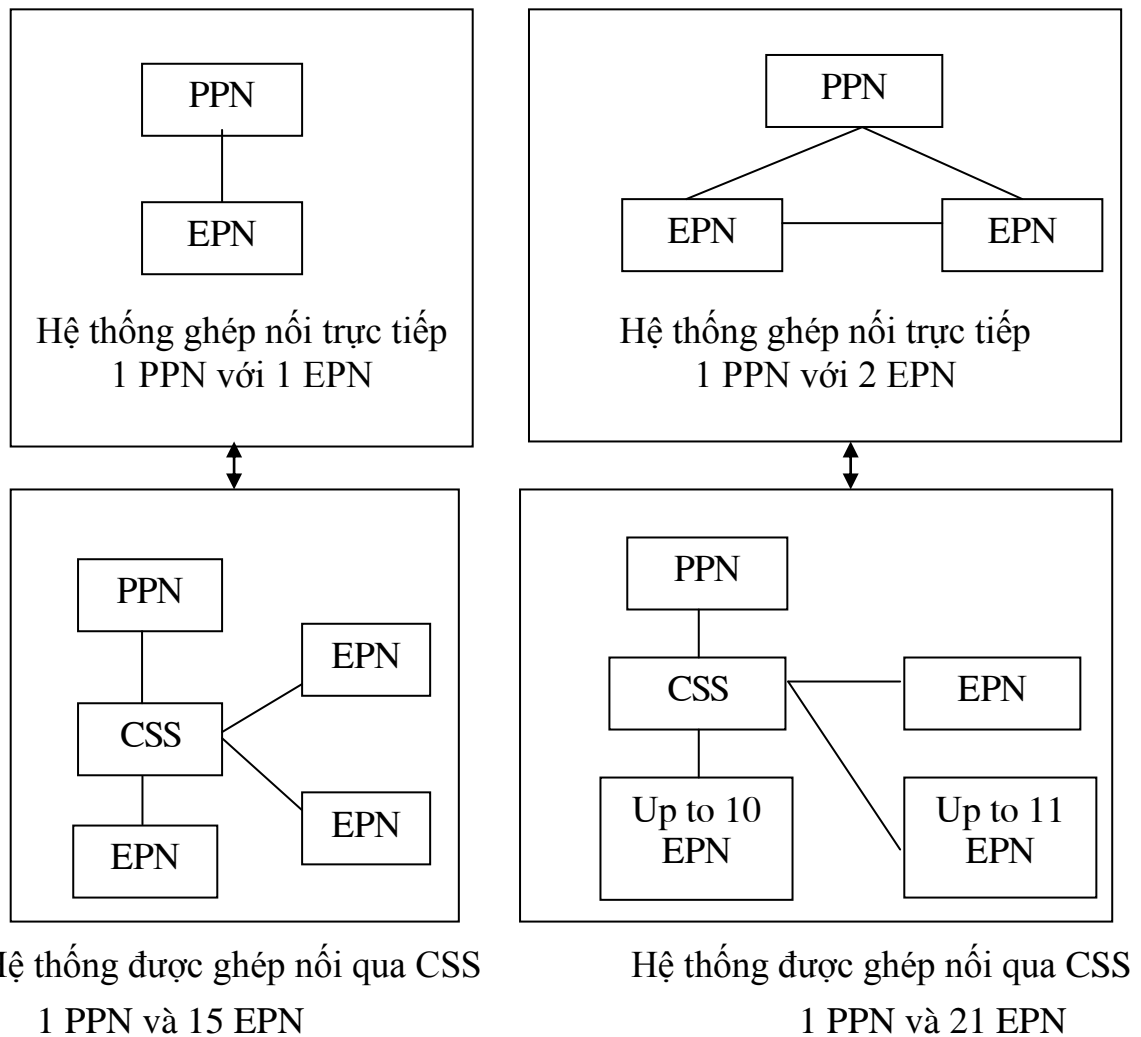 PPN
EPN
Hệ thống ghép nối trực tiếp
1 PPN với 1 EPN
PPN
EPN
EPN
Hệ thống ghép nối trực tiếp
1 PPN với 2 EPN
PPN
EPN
CSS
EPN
EPN
PPN
CSS
EPN
Up to 10
EPN
Up to 11
EPN
Hệ thống được ghép nối qua CSS
1 PPN và 15 EPN
Hệ thống được ghép nối qua CSS
1 PPN và 21 EPN